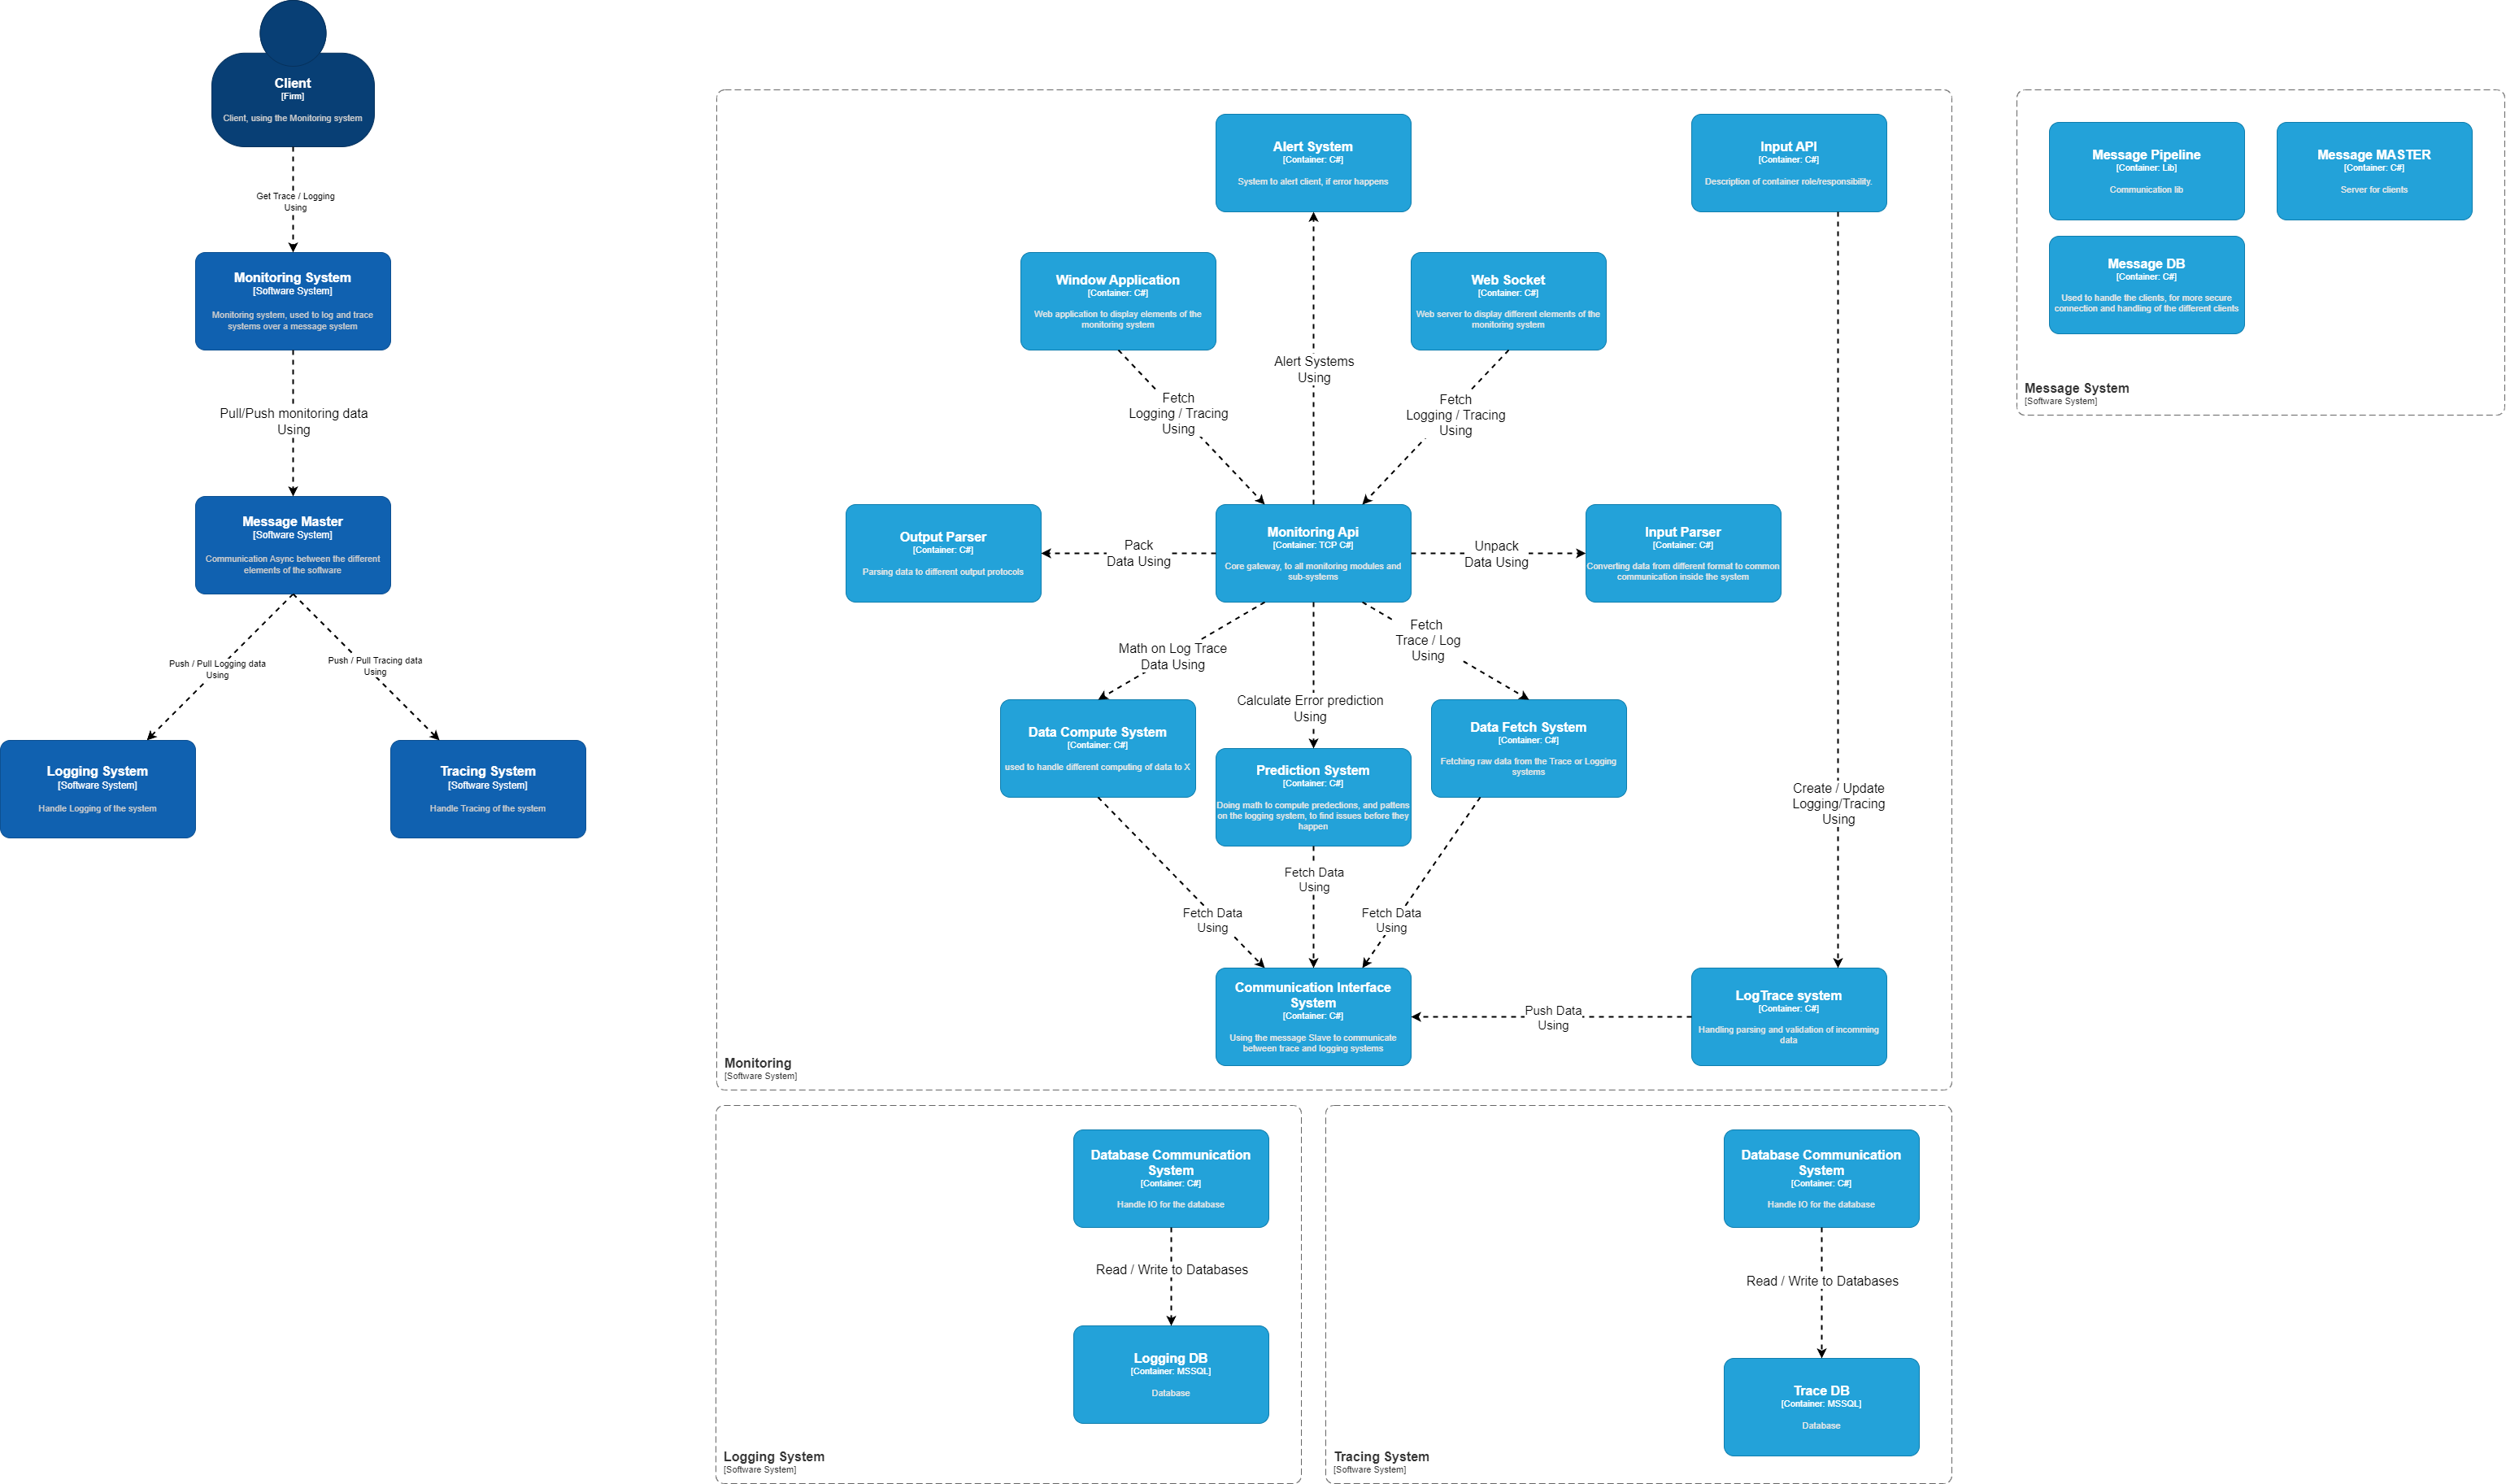 Client
[Firm]
Client, using the Monitoring system
Get Trace / Logging
Using
Monitoring System
[Software System]
Monitoring system, used to log and trace
systems over a message system
Pull/Push monitoring data
Using
Message Master
[Software System]
Communication Async between the different
elements of the software
Push / Pull Logging data
Using
Push / Pull Tracing data
Using
Logging System
[Software System]
Handle Logging of the system
Tracing System
[Software System]
Handle Tracing of the system
Alert System
[Container: C#]
System to alert client, if error happens
Input API
[Container: C#]
Description of container role/responsibility.
Window Application
[Container: C#]
Web application to display elements of the
monitoring system
Web Socket
[Container: C#]
Web server to display different elements of the
monitoring system
Alert Systems
Using
Fetch
Logging / Tracing
Using
Fetch
Logging / Tracing
Using
Output Parser
[Container: C#]
Parsing data to different output protocols
Pack
Data Using
Monitoring Api
[Container: TCP C#]
Core gateway, to all monitoring modules and
sub-systems
Unpack
Data Using
Input Parser
[Container: C#]
Converting data from different format to common
communication inside the system
Math on Log Trace
Data Using
Calculate Error prediction
Using
Fetch
Trace / Log
Using
Data Compute System
[Container: C#]
used to handle different computing of data to X
Prediction System
[Container: C#]
Doing math to compute predections, and pattens
on the logging system, to find issues before they
happen
Data Fetch System
[Container: C#]
Fetching raw data from the Trace or Logging
systems
Create / Update
Logging/Tracing
Using
Fetch Data
Using
Fetch Data
Using
Fetch Data
Using
Communication Interface
System
[Container: C#]
Using the message Slave to communicate
between trace and logging systems
Push Data
Using
LogTrace system
[Container: C#]
Handling parsing and validation of incomming
data
Monitoring
[Software System]
Message Pipeline
[Container: Lib]
Communication lib
Message MASTER
[Container: C#]
Server for clients
Message DB
[Container: C#]
Used to handle the clients, for more secure
connection and handling of the different clients
Message System
[Software System]
Database Communication
System
[Container: C#]
Handle IO for the database
Read / Write to Databases
Logging DB
[Container: MSSQL]
Database
Logging System
[Software System]
Database Communication
System
[Container: C#]
Handle IO for the database
Read / Write to Databases
Trace DB
[Container: MSSQL]
Database
Tracing System
[Software System]